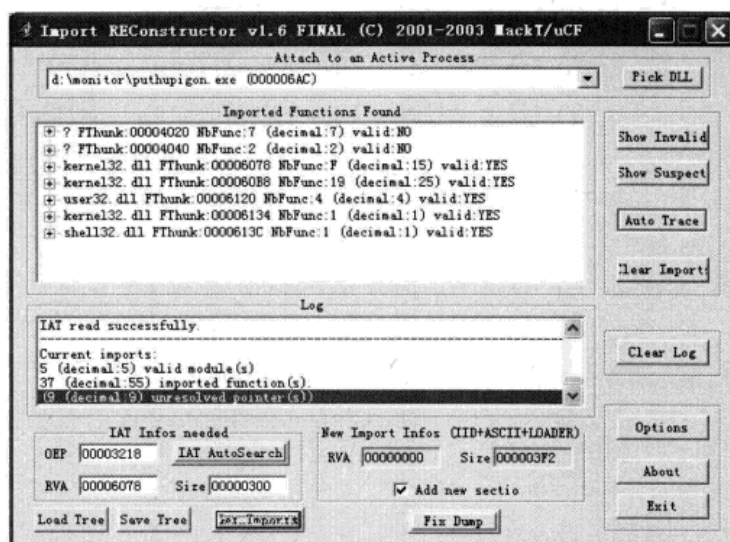 Import REConstructor v1.6 FINAL (C) 2001-2003 MackT/uCF
Attach to an Active Process
d:\monitor\puthupigon.exe (000006AC)
Pick DLL
Imported Functions Found
? FThunk:00004020 NbFunc:7 (decimal:7) valid:NO
? FThunk:00004040 NbFunc:2 (decimal:2) valid:NO
kernel32.dll FThunk:00006078 NbFunc:F (decimal:15) valid:YES
kernel32.dll FThunk:000060B8 NbFunc:19 (decimal:25) valid:YES
user32.dll FThunk:00006120 NbFunc:4 (decimal:4) valid:YES
kernel32.dll FThunk:00006134 NbFunc:1 (decimal:1) valid:YES
shell32.dll FThunk:0000613C NbFunc:1 (decimal:1) valid:YES
Show Invalid
Show Suspect
Auto Trace
Clear Imports
Log
IAT read successfully.
Current imports:
5 (decimal:5) valid module(s)
37 (decimal:55) imported function(s).
(9 (decimal:9) unresolved pointer(s))
Clear Log
IAT Infos needed
OEP 00003218 IAT AutoSearch
RVA 00006078 Size 00000300
New Import Infos (IID+ASCII+LOADER)
RVA 00000000 Size 000003F2
Add new sectio
Load Tree Save Tree Get Imports Fix Dump
Options
About
Exit